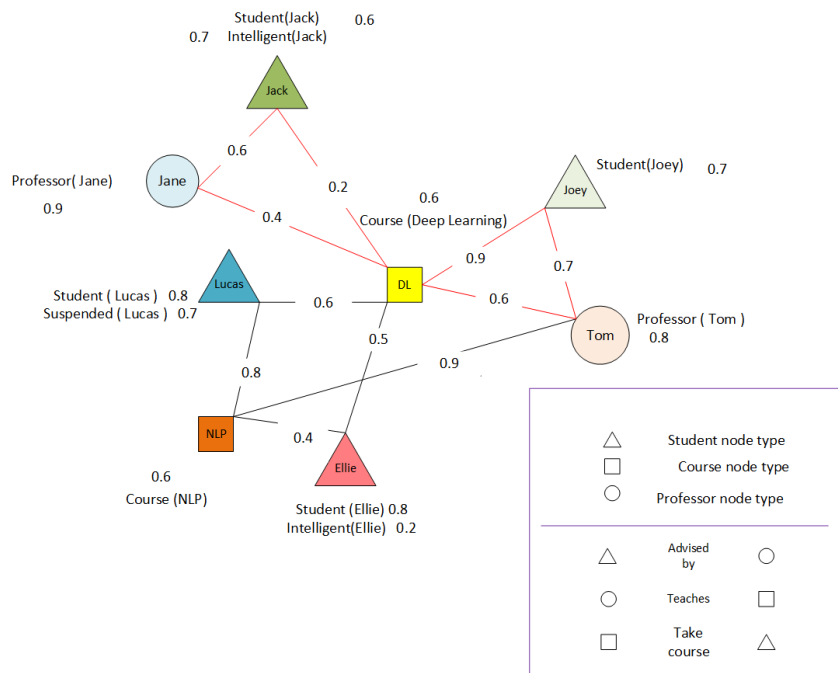 Student(Jack) 0.6
0.7 Intelligent(Jack)
Jack
0.6
Jane
Professor( Jane)
0.9
0.2
0.4
0.6
Course (Deep Learning)
Student(Joey) 0.7
Joey
0.9
0.7
0.6
DL
Lucas
Student ( Lucas ) 0.8
Suspended ( Lucas ) 0.7
0.6
0.5
Tom
Professor ( Tom )
0.8
0.9
0.8
NLP
0.4
Ellie
0.6
Course (NLP)
Student (Ellie) 0.8
Intelligent(Ellie) 0.2
Student node type
Course node type
Professor node type
Advised
by
Teaches
Take
course